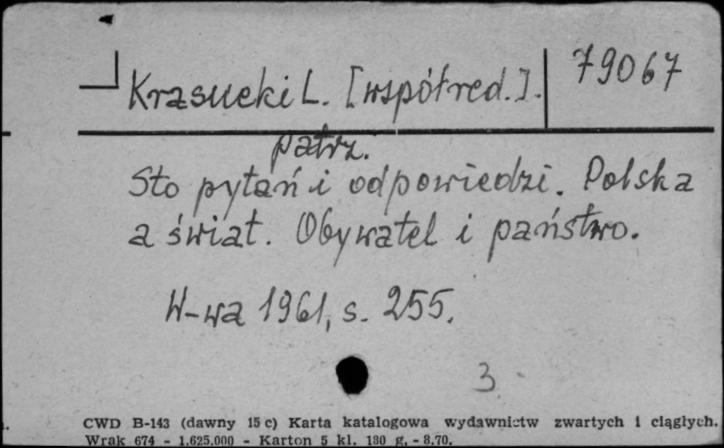 Krasucki L. [współred.]. 79067
patrz.
Sto pytań i odpowiedzi. Polska
a świat. Obywatel i państwo.
W-wa 1961, s. 255.
3
CWD B-143 (dawny 15 c) Karta katalogowa wydawnictw zwartych i ciągłych.
Wrak 674 - 1.625.000 - Karton 5 kl. 180 g. - 8.70.